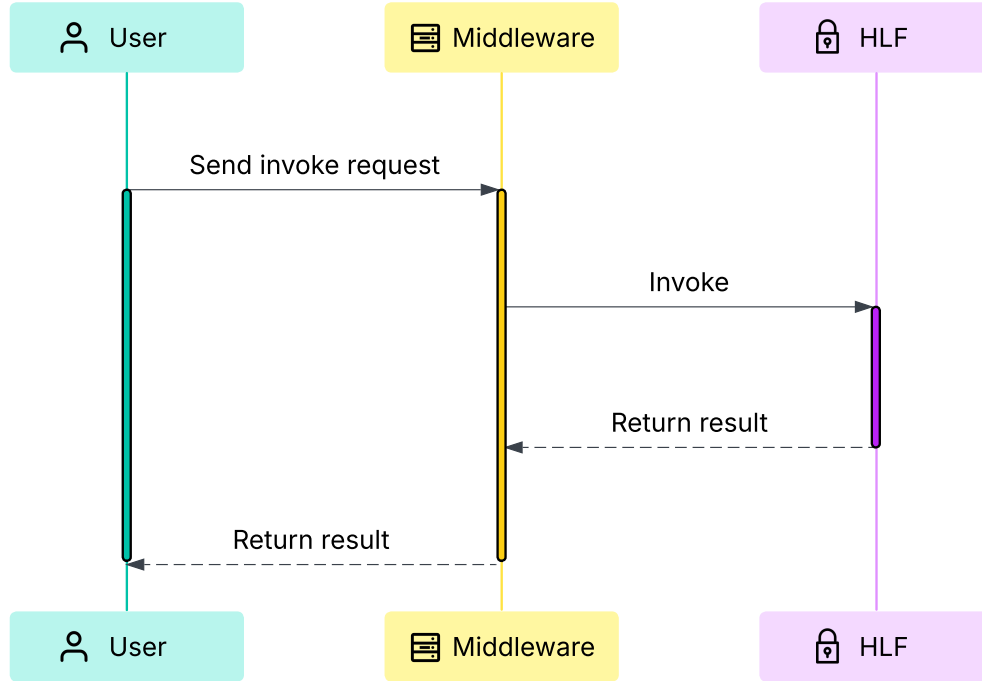 User
Middleware
HLF
Send invoke request
Invoke
Return result
Return result
User
Middleware
HLF